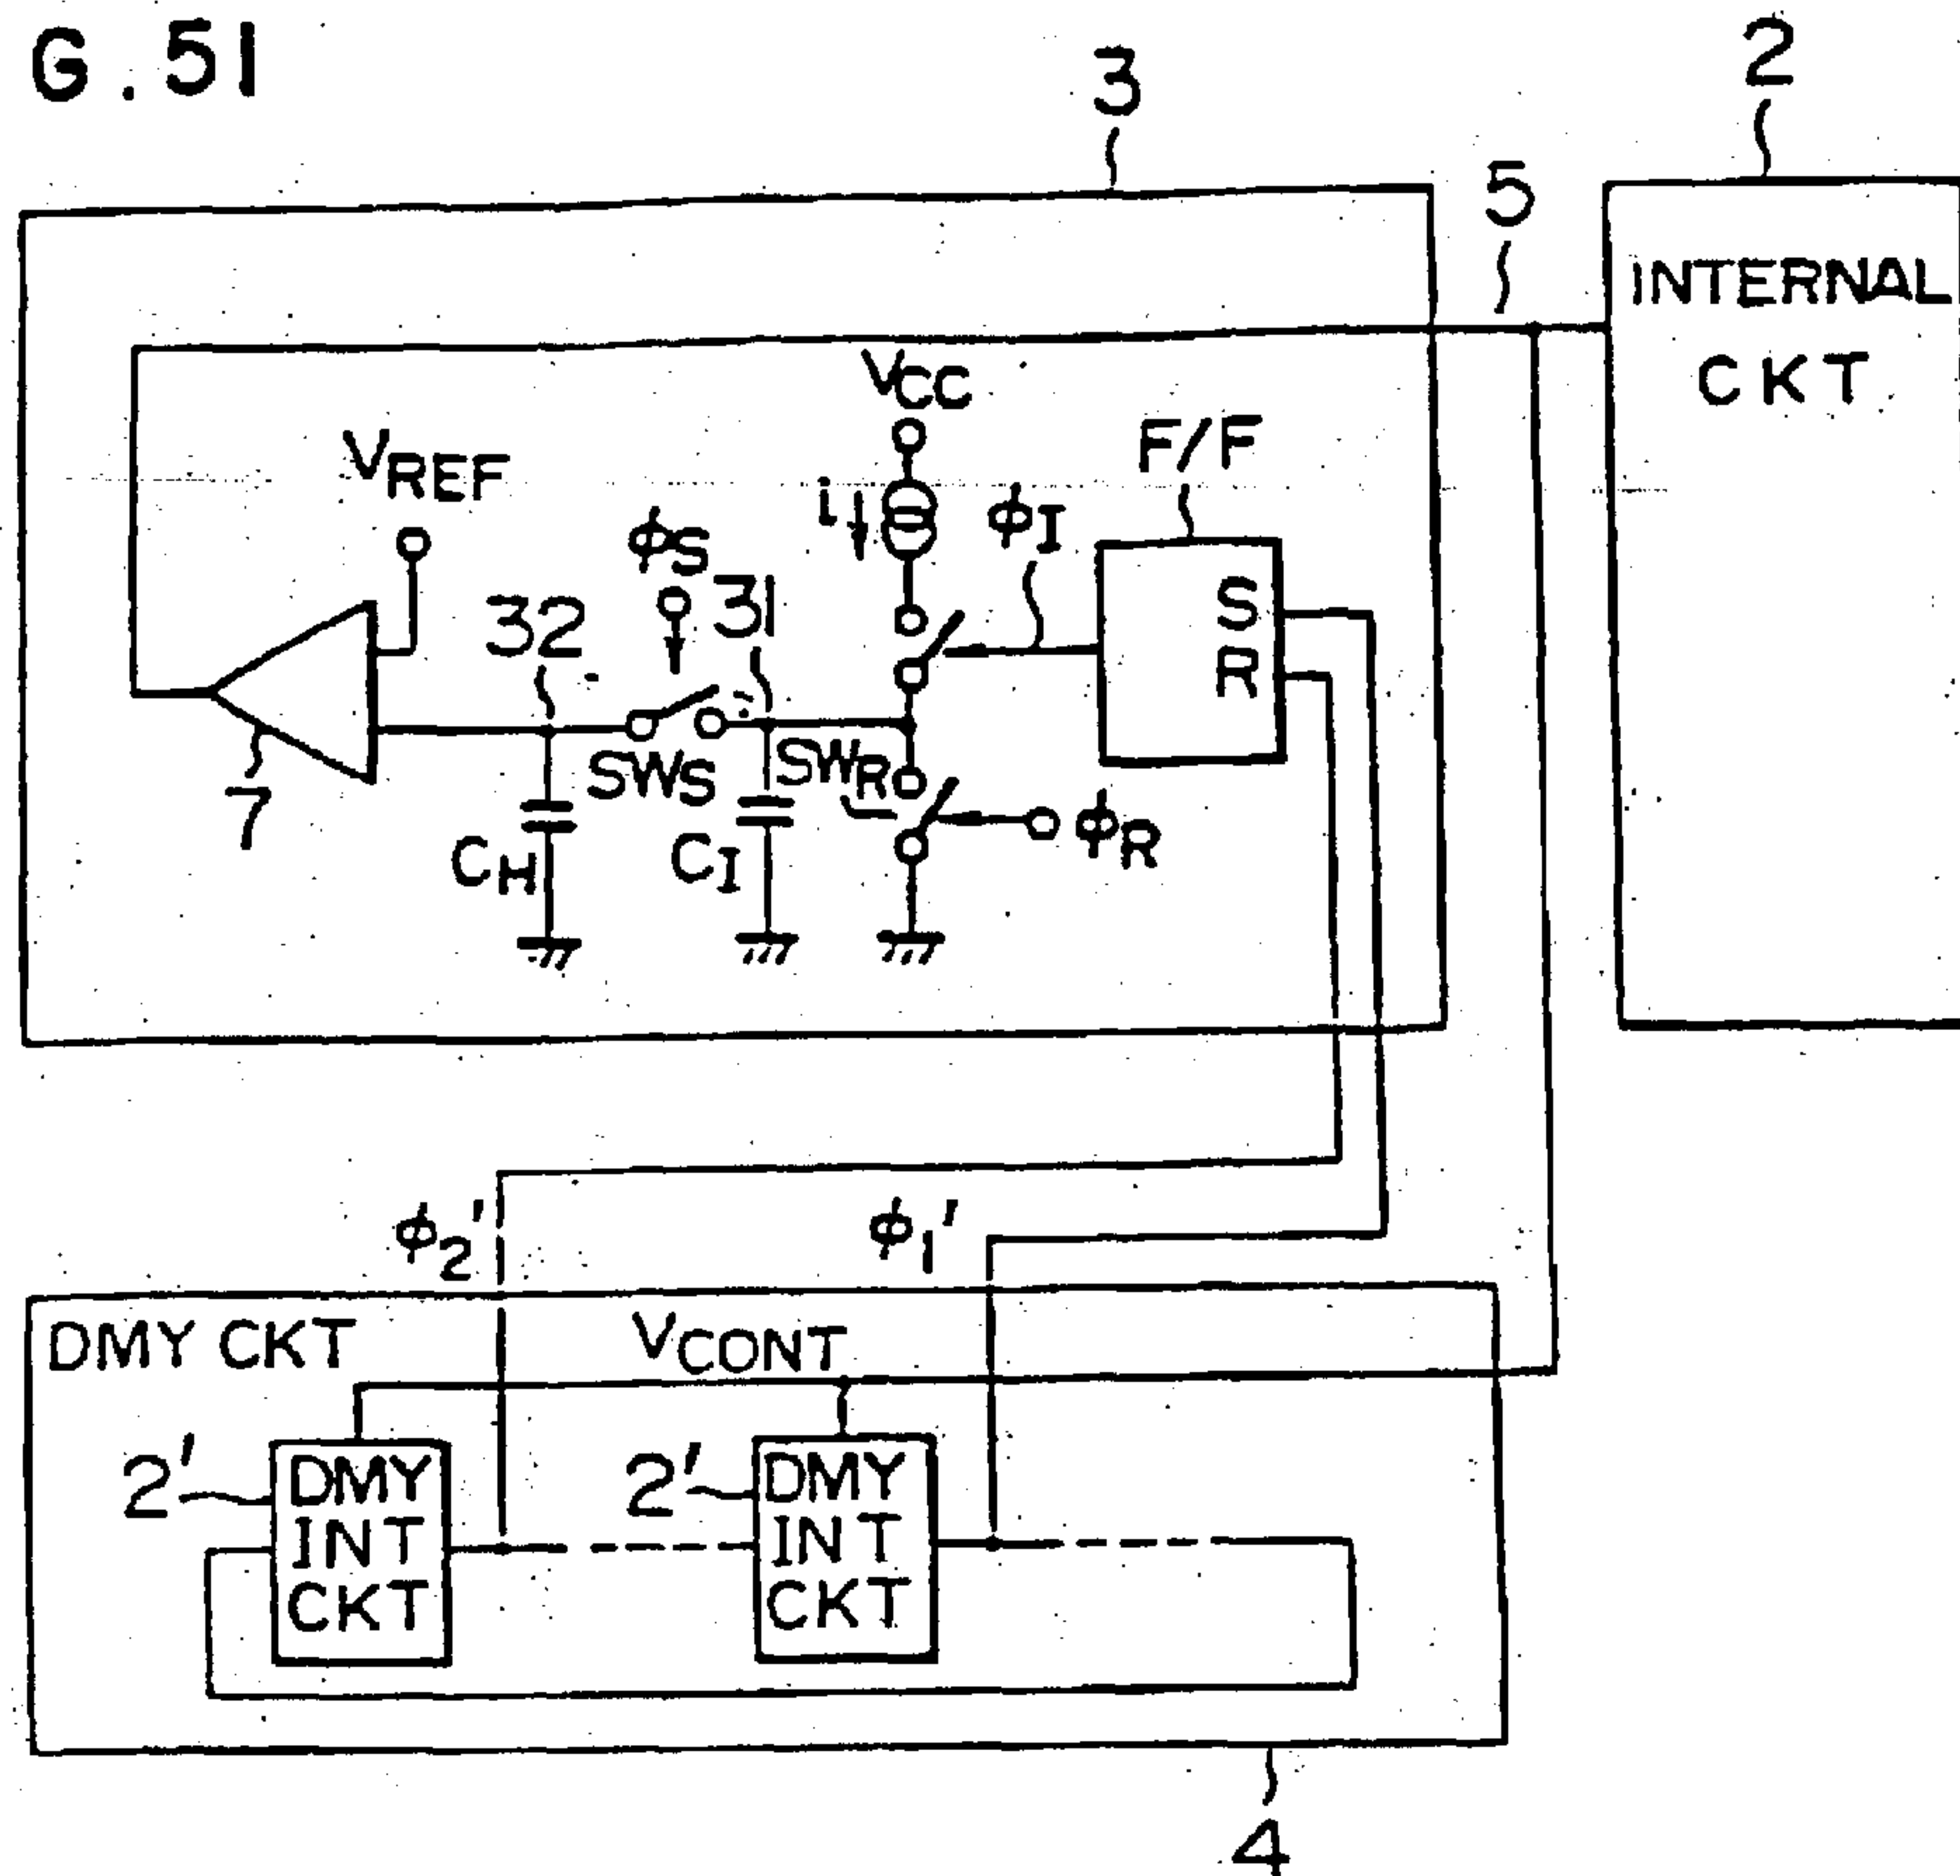 G.51
3
2
5
INTERNAL
CKT
VCC
VREF
F/F
i
ϕS
ϕI
32
31
S
R
SWS
SWR
7
CH
CI
ϕR
ϕ2'
ϕ1'
DMY CKT
VCONT
2'
DMY
INT
CKT
2'
DMY
INT
CKT
4